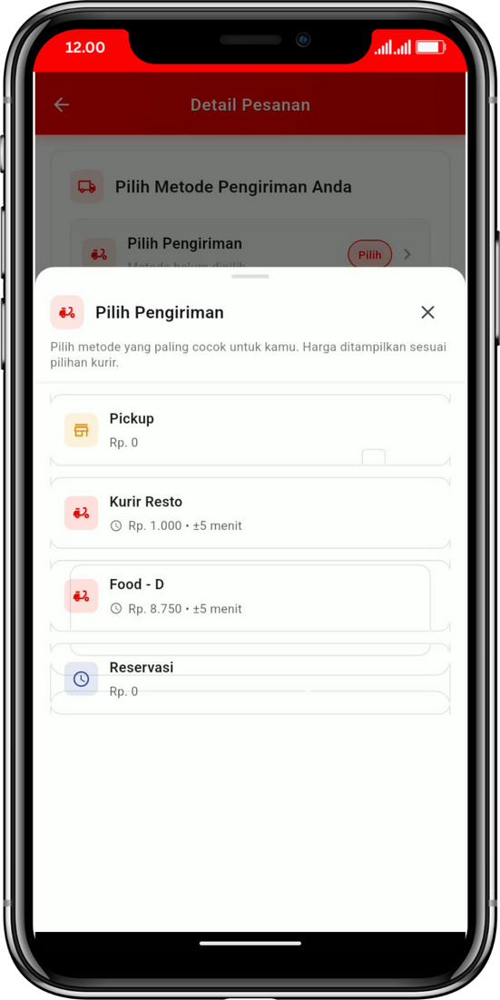 12.00
Detail Pesanan
Pilih Metode Pengiriman Anda
Pilih Pengiriman
Pilih
Metode belum dipilih
Pilih Pengiriman
Pilih metode yang paling cocok untuk kamu. Harga ditampilkan sesuai
pilihan kurir.
Pickup
Rp. 0
Kurir Resto
Rp. 1.000 • ±5 menit
Food - D
Rp. 8.750 • ±5 menit
Reservasi
Rp. 0